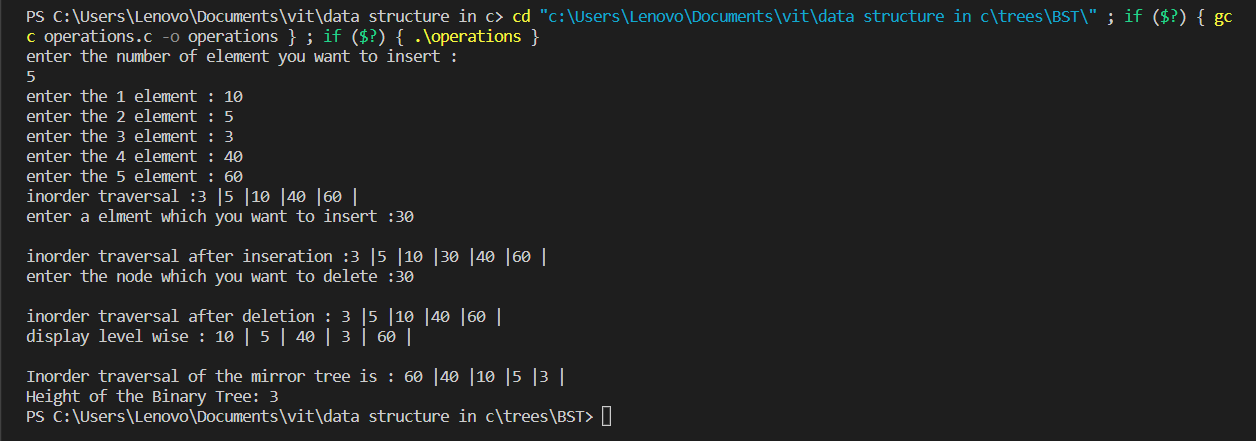 PS C:\Users\Lenovo\Documents\vit\data structure in c> cd "c:\Users\Lenovo\Documents\vit\data structure in c\trees\BST\" ; if ($?) { gc
c operations.c -o operations } ; if ($?) { .\operations }
enter the number of element you want to insert :
5
enter the 1 element : 10
enter the 2 element : 5
enter the 3 element : 3
enter the 4 element : 40
enter the 5 element : 60
inorder traversal :3 |5 |10 |40 |60 |
enter a elment which you want to insert :30
inorder traversal after inseration :3 |5 |10 |30 |40 |60 |
enter the node which you want to delete :30
inorder traversal after deletion : 3 |5 |10 |40 |60 |
display level wise : 10 | 5 | 40 | 3 | 60 |
Inorder traversal of the mirror tree is : 60 |40 |10 |5 |3 |
Height of the Binary Tree: 3
PS C:\Users\Lenovo\Documents\vit\data structure in c\trees\BST>